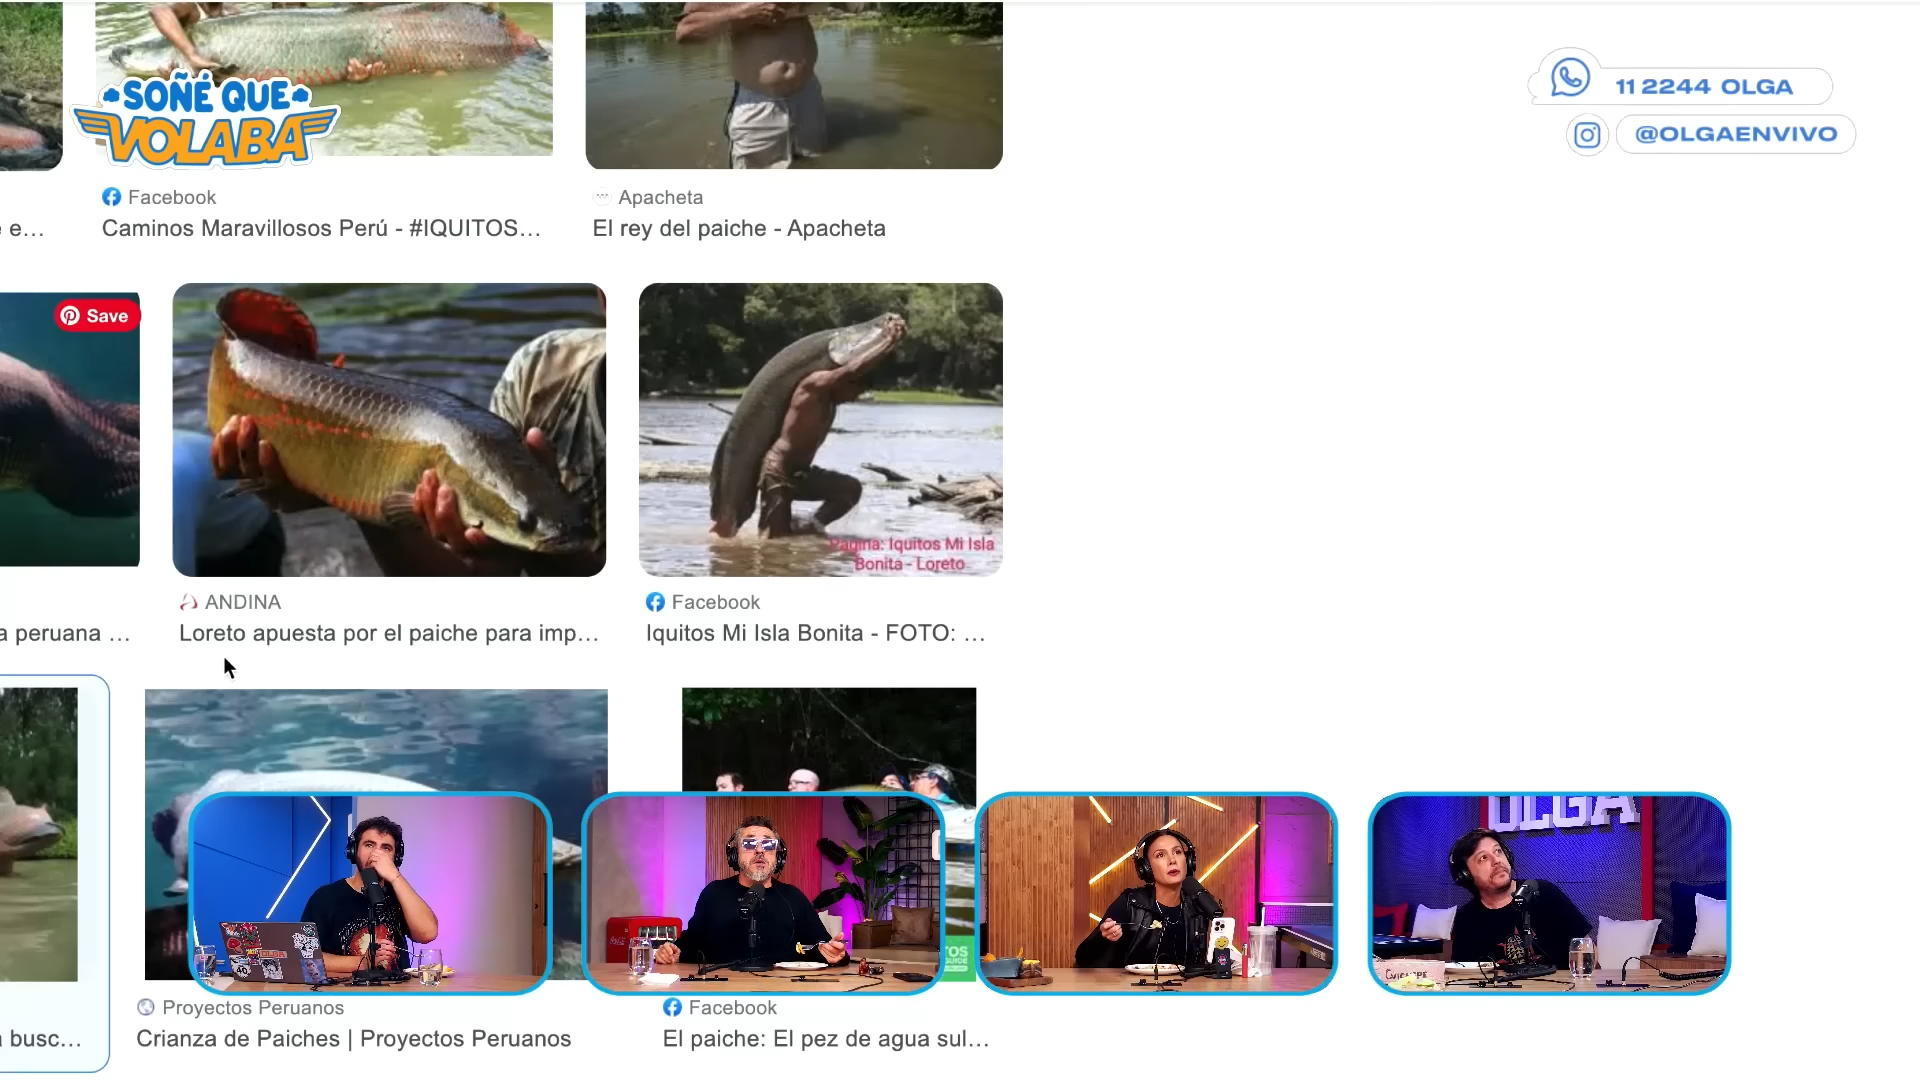 SOÑÉ QUE
VOLABA
11 2244 OLGA
@OLGAENVIVO
Facebook
Apacheta
e...
Caminos Maravillosos Perú - #IQUITOS...
El rey del paiche - Apacheta
Save
Página: Iquitos Mi Isla
Bonita - Loreto
ANDINA
Facebook
a peruana ...
Loreto apuesta por el paiche para imp...
Iquitos Mi Isla Bonita - FOTO: ...
OLGA
Proyectos Peruanos
Facebook
busc...
Crianza de Paiches | Proyectos Peruanos
El paiche: El pez de agua sul...